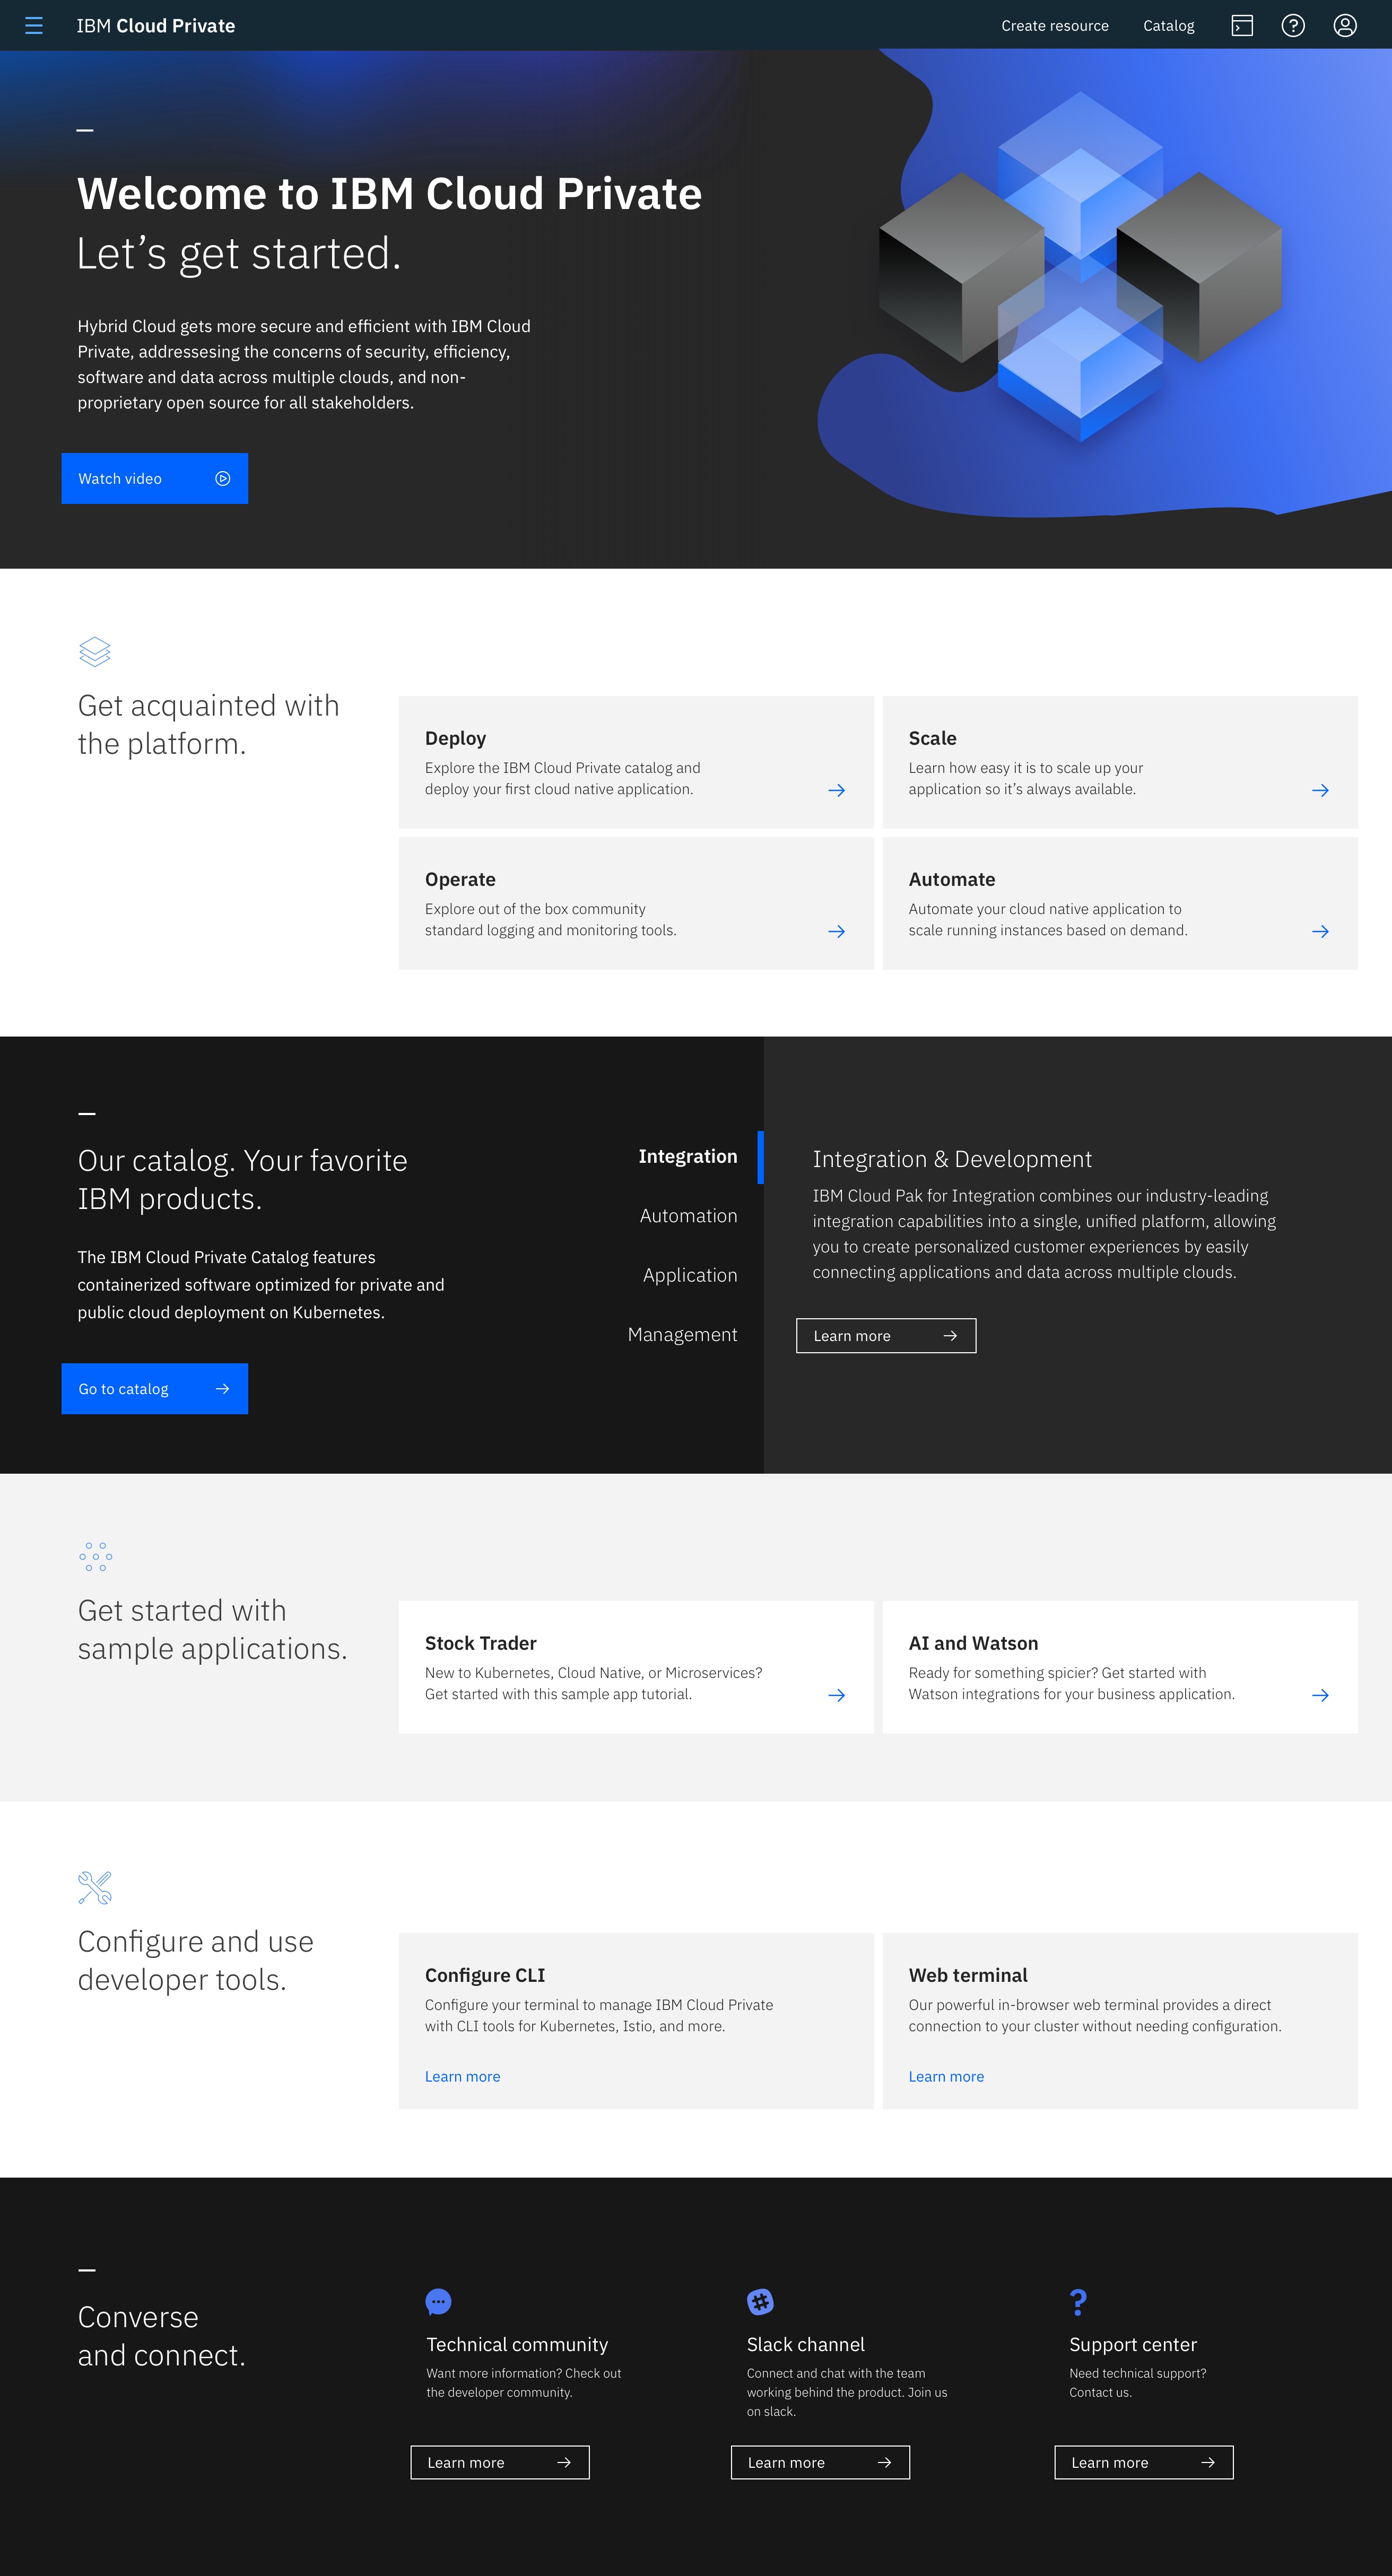 IBM Cloud Private
Create resource
Catalog
Welcome to IBM Cloud Private
Let’s get started.
Hybrid Cloud gets more secure and efficient with IBM Cloud
Private, addressesing the concerns of security, efficiency,
software and data across multiple clouds, and non-
proprietary open source for all stakeholders.
Watch video
Get acquainted with
the platform.
Deploy
Explore the IBM Cloud Private catalog and
deploy your first cloud native application.
Scale
Learn how easy it is to scale up your
application so it’s always available.
Operate
Explore out of the box community
standard logging and monitoring tools.
Automate
Automate your cloud native application to
scale running instances based on demand.
Our catalog. Your favorite
IBM products.
The IBM Cloud Private Catalog features
containerized software optimized for private and
public cloud deployment on Kubernetes.
Go to catalog
Integration
Automation
Application
Management
Integration & Development
IBM Cloud Pak for Integration combines our industry-leading
integration capabilities into a single, unified platform, allowing
you to create personalized customer experiences by easily
connecting applications and data across multiple clouds.
Learn more
Get started with
sample applications.
Stock Trader
New to Kubernetes, Cloud Native, or Microservices?
Get started with this sample app tutorial.
AI and Watson
Ready for something spicier? Get started with
Watson integrations for your business application.
Configure and use
developer tools.
Configure CLI
Configure your terminal to manage IBM Cloud Private
with CLI tools for Kubernetes, Istio, and more.
Learn more
Web terminal
Our powerful in-browser web terminal provides a direct
connection to your cluster without needing configuration.
Learn more
Converse
and connect.
Technical community
Want more information? Check out
the developer community.
Learn more
Slack channel
Connect and chat with the team
working behind the product. Join us
on slack.
Learn more
?
Support center
Need technical support?
Contact us.
Learn more